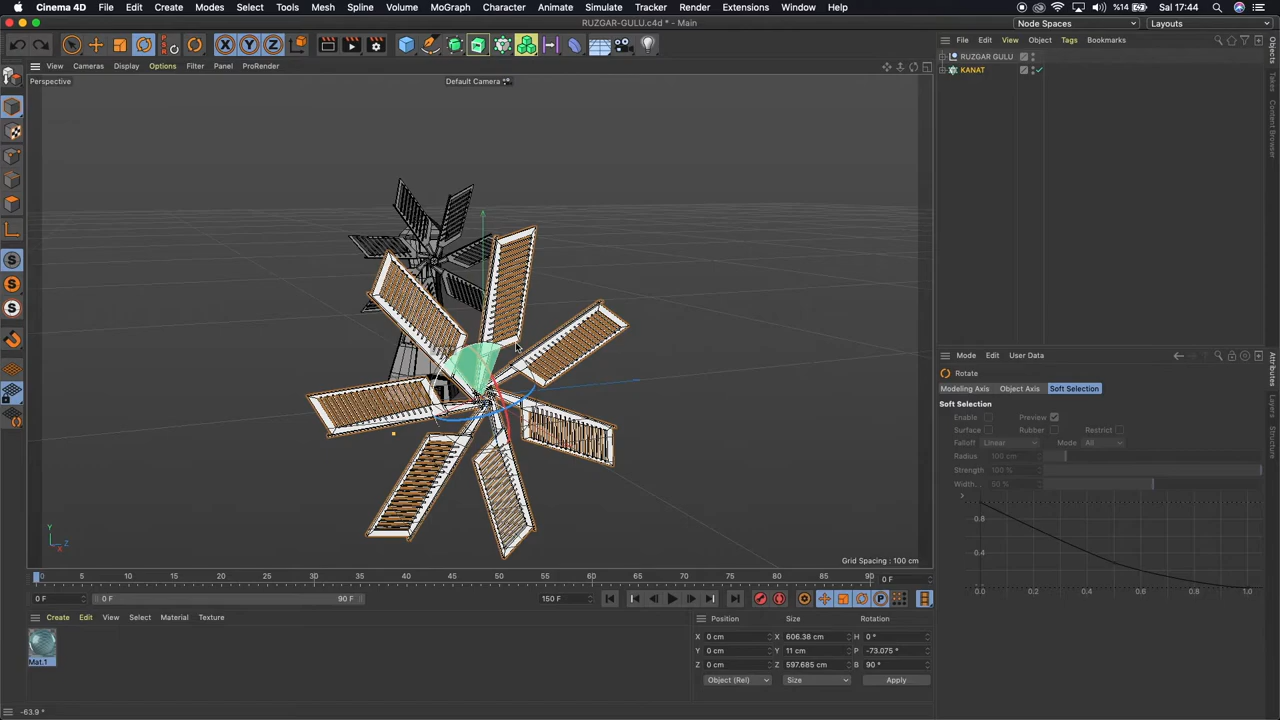 Cinema 4D File Edit Create Modes Select Tools Mesh Spline Volume MoGraph Character Animate Simulate Tracker Render Extensions Window Help %14 Sal 17:44
RUZGAR-GULU.c4d * - Main
Node Spaces Layouts
X Y Z
View Cameras Display Options Filter Panel ProRender
File Edit View Object Tags Bookmarks
Perspective
Default Camera
RUZGAR GULU
KANAT
Objects
Takes
Content Browser
Mode Edit User Data
Rotate
Modeling Axis Object Axis Soft Selection
Soft Selection
Enable Preview
Surface Rubber Restrict
Falloff Linear Mode All
Radius 100 cm
Strength 100 %
Width... 50 %
0.8
0.4
0.0 0.2 0.4 0.6 0.8 1.0
Attributes
Layers
Structure
Y
X Z
Grid Spacing : 100 cm
0 5 10 15 20 25 30 35 40 45 50 55 60 65 70 75 80 85 90 0 F
0 F 0 F 90 F 150 F
Create Edit View Select Material Texture
Mat.1
Position Size Rotation
X 0 cm X 606.38 cm H 0 °
Y 0 cm Y 11 cm P -73.075 °
Z 0 cm Z 597.685 cm B 90 °
Object (Rel) Size Apply
-63.9 °